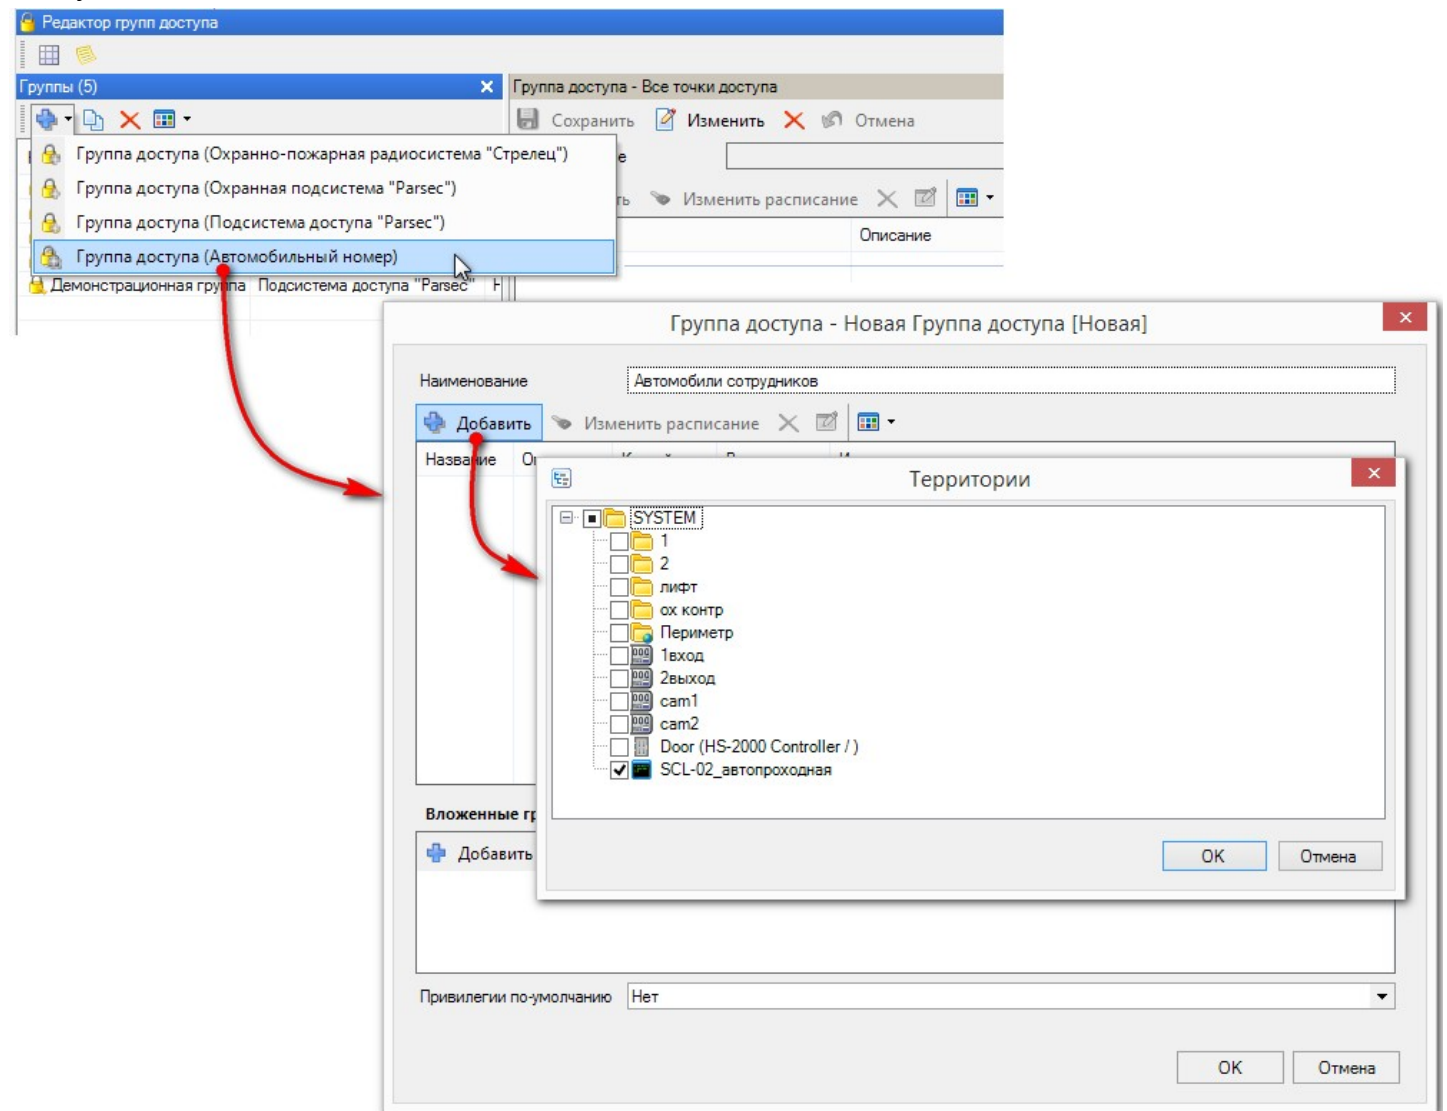 Редактор групп доступа
Группы (5)
Группа доступа - Все точки доступа
Сохранить Изменить Отмена
Группа доступа (Охранно-пожарная радиосистема "Стрелец")
Группа доступа (Охранная подсистема "Parsec")
Изменить расписание
Группа доступа (Подсистема доступа "Parsec")
Описание
Группа доступа (Автомобильный номер)
Демонстрационная группа Подсистема доступа "Parsec"
Группа доступа - Новая Группа доступа [Новая]
Наименование Автомобили сотрудников
Добавить Изменить расписание
Название
Территории
SYSTEM
1
2
лифт
ох контр
Периметр
1вход
2выход
cam1
cam2
Door (HS-2000 Controller / )
SCL-02_автопроходная
Вложенные гр
Добавить
OK Отмена
Привилегии по-умолчанию Нет
OK Отмена